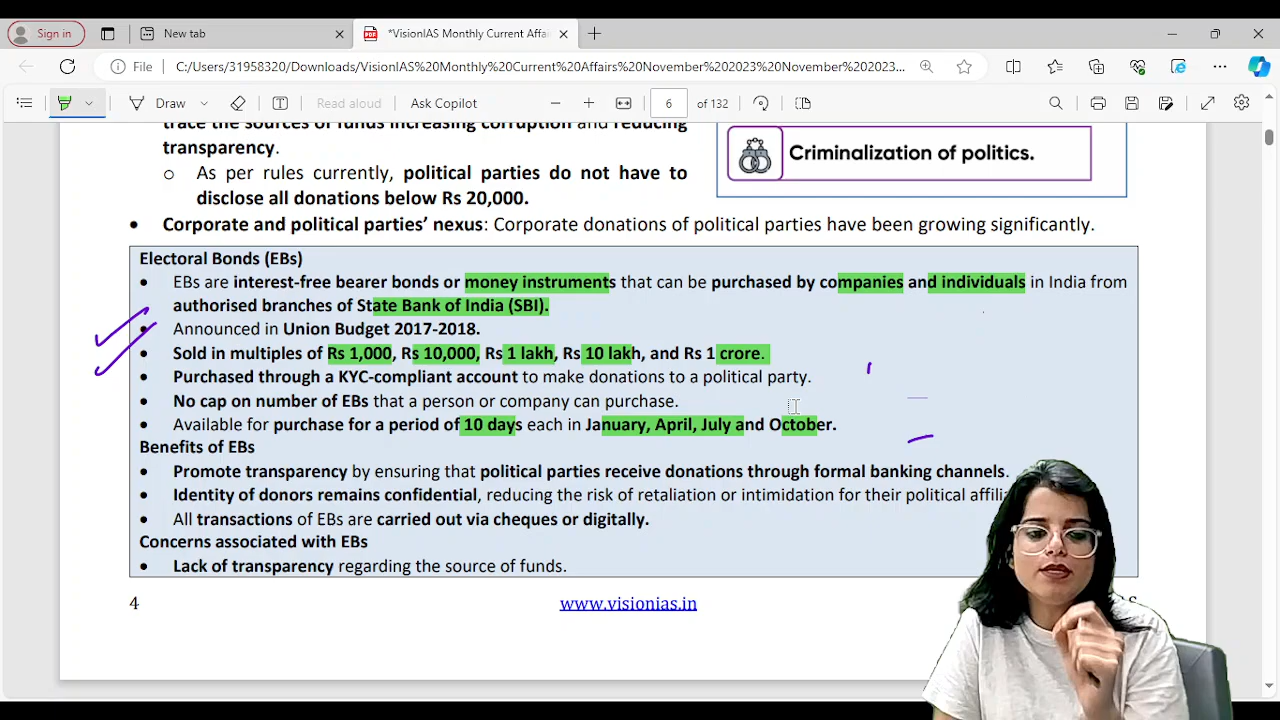 Sign in
New tab
*VisionIAS Monthly Current Affai
File
C:/Users/31958320/Downloads/VisionIAS%20Monthly%20Current%20Affairs%20November%202023%20November%202023...
Draw
Read aloud
Ask Copilot
6 of 132
trace the sources of funds increasing corruption and reducing
transparency.
As per rules currently, political parties do not have to
disclose all donations below Rs 20,000.
Criminalization of politics.
Corporate and political parties' nexus: Corporate donations of political parties have been growing significantly.
Electoral Bonds (EBs)
EBs are interest-free bearer bonds or money instruments that can be purchased by companies and individuals in India from
authorised branches of State Bank of India (SBI).
Announced in Union Budget 2017-2018.
Sold in multiples of Rs 1,000, Rs 10,000, Rs 1 lakh, Rs 10 lakh, and Rs 1 crore.
Purchased through a KYC-compliant account to make donations to a political party.
No cap on number of EBs that a person or company can purchase.
Available for purchase for a period of 10 days each in January, April, July and October.
Benefits of EBs
Promote transparency by ensuring that political parties receive donations through formal banking channels.
Identity of donors remains confidential, reducing the risk of retaliation or intimidation for their political
All transactions of EBs are carried out via cheques or digitally.
Concerns associated with EBs
Lack of transparency regarding the source of funds.
4
www.visionias.in